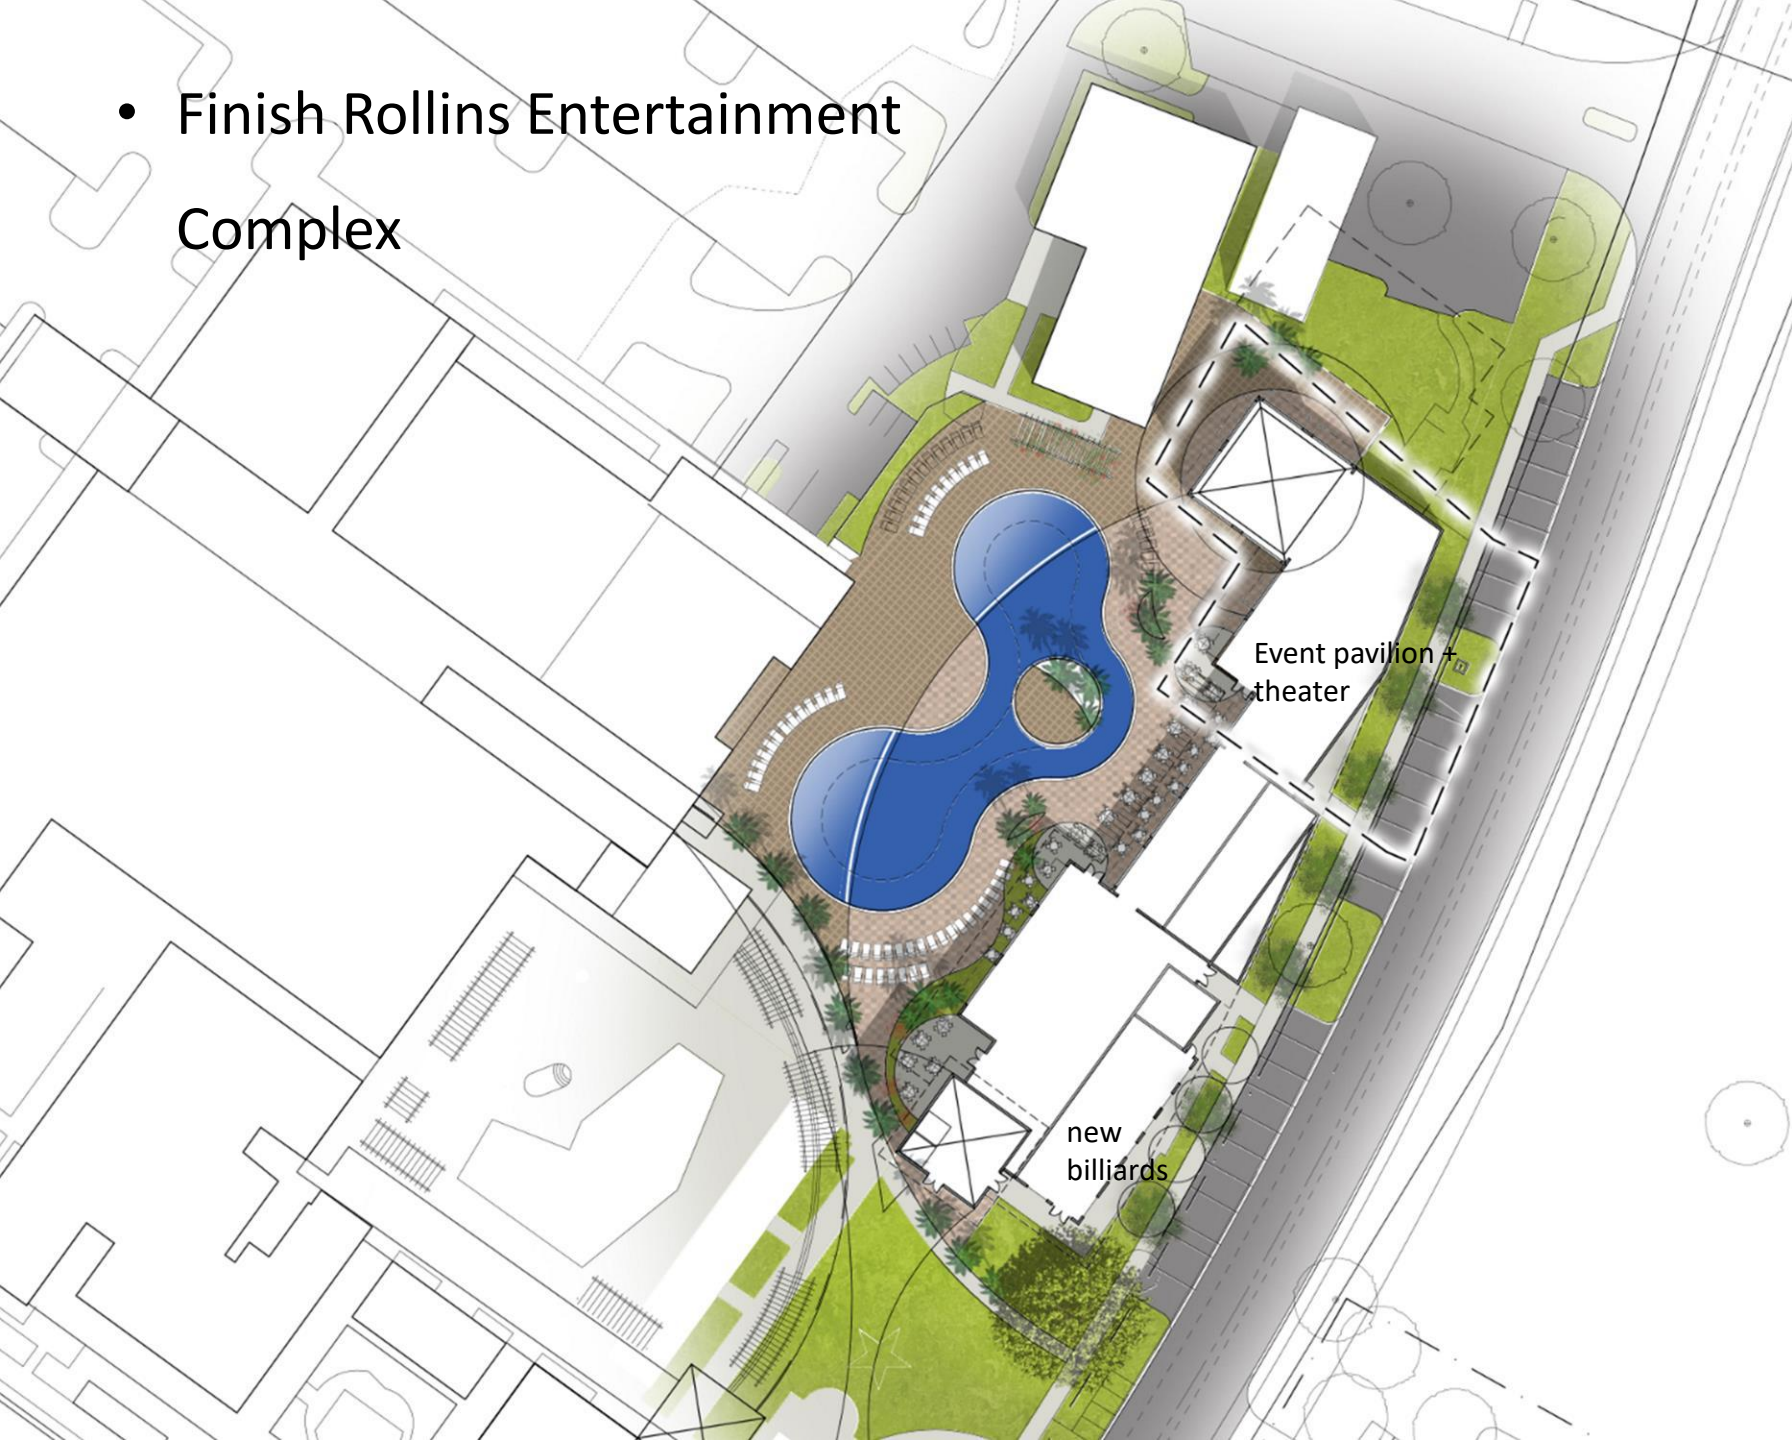 • Finish Rollins Entertainment
Complex
Event pavilion +
theater
new
billiards